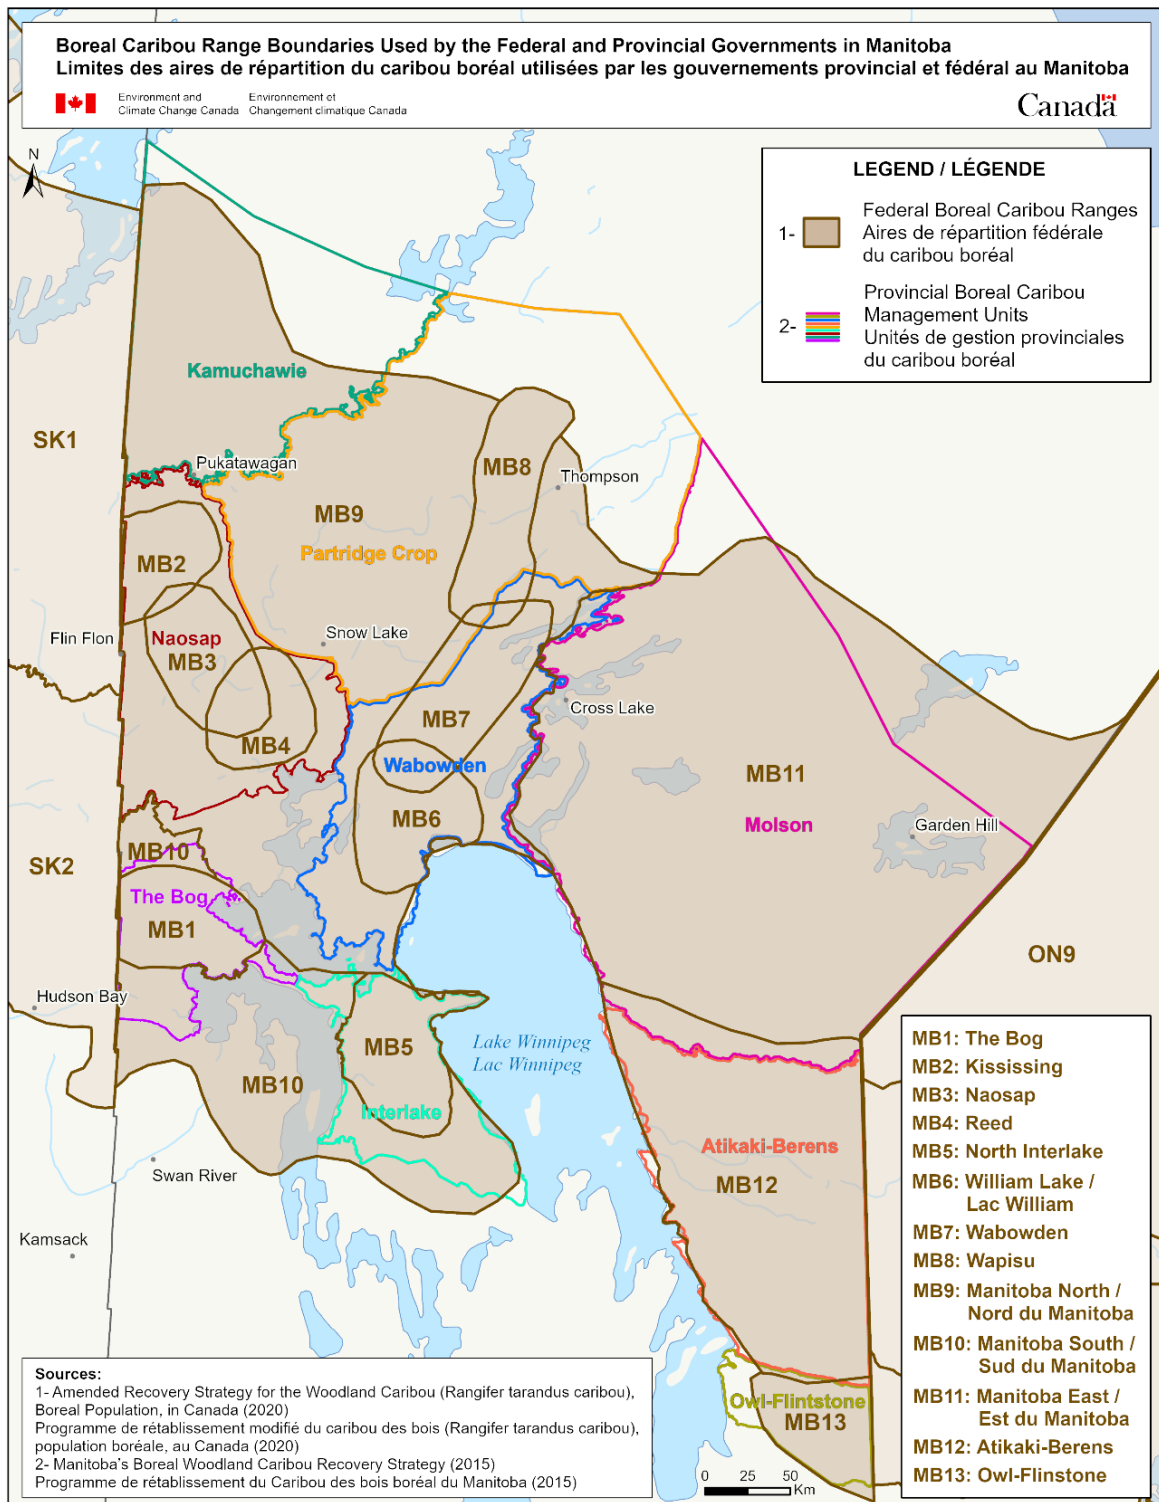 Boreal Caribou Range Boundaries Used by the Federal and Provincial Governments in Manitoba
Limites des aires de répartition du caribou boréal utilisées par les gouvernements provincial et fédéral au Manitoba
Environment and Environnement et
Climate Change Canada Changement climatique Canada
Canada
N
LEGEND / LÉGENDE
1-
Federal Boreal Caribou Ranges
Aires de répartition fédérale
du caribou boréal
2-
Provincial Boreal Caribou
Management Units
Unités de gestion provinciales
du caribou boréal
Kamuchawie
SK1
Pukatawagan
MB8
Thompson
MB9
Partridge Crop
MB2
Flin Flon
Naosap
Snow Lake
MB3
Cross Lake
MB7
MB4
Wabowden
MB11
MB6
Molson
Garden Hill
MB10
SK2
The Bog
MB1
ON9
Hudson Bay
Lake Winnipeg
Lac Winnipeg
MB5
MB10
Interlake
Atikaki-Berens
Swan River
MB12
Kamsack
Owl-Flintstone
MB13
MB1: The Bog
MB2: Kississing
MB3: Naosap
MB4: Reed
MB5: North Interlake
MB6: William Lake /
Lac William
MB7: Wabowden
MB8: Wapisu
MB9: Manitoba North /
Nord du Manitoba
MB10: Manitoba South /
Sud du Manitoba
MB11: Manitoba East /
Est du Manitoba
MB12: Atikaki-Berens
MB13: Owl-Flinstone
Sources:
1- Amended Recovery Strategy for the Woodland Caribou (Rangifer tarandus caribou),
Boreal Population, in Canada (2020)
Programme de rétablissement modifié du caribou des bois (Rangifer tarandus caribou),
population boréale, au Canada (2020)
2- Manitoba's Boreal Woodland Caribou Recovery Strategy (2015)
Programme de rétablissement du Caribou des bois boréal du Manitoba (2015)
0 25 50
Km